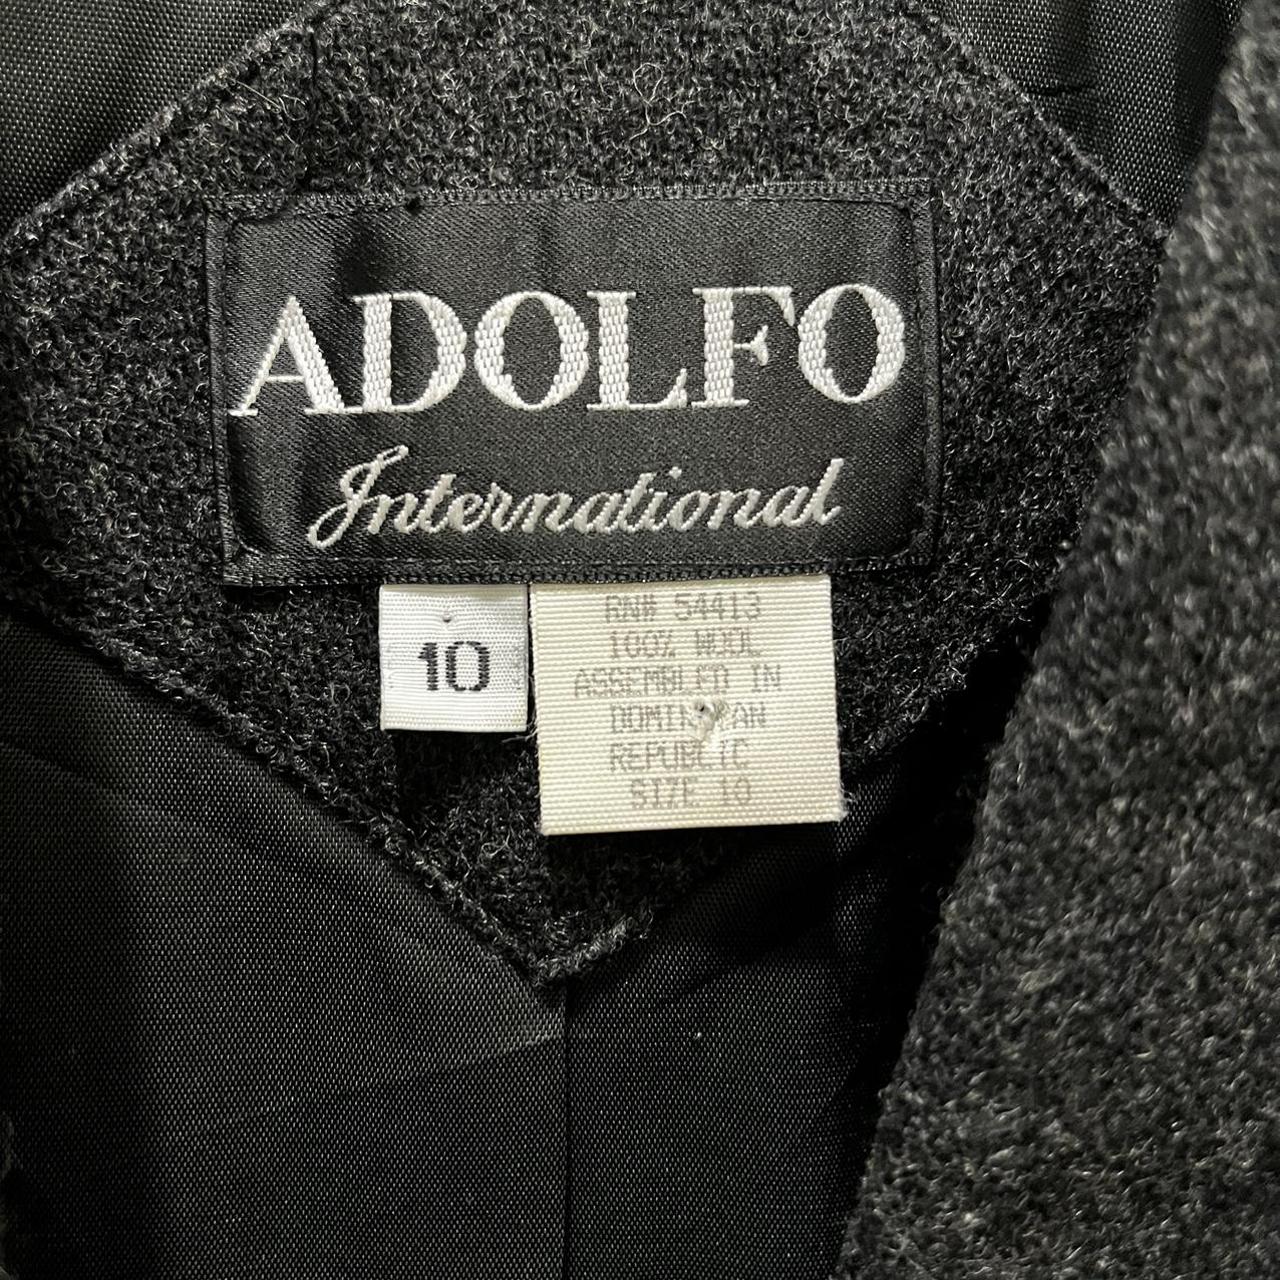 ADOLFO
International
10
RN# 54413
100% WOOL
ASSEMBLED IN
DOMINICAN
REPUBLIC
SIZE 10